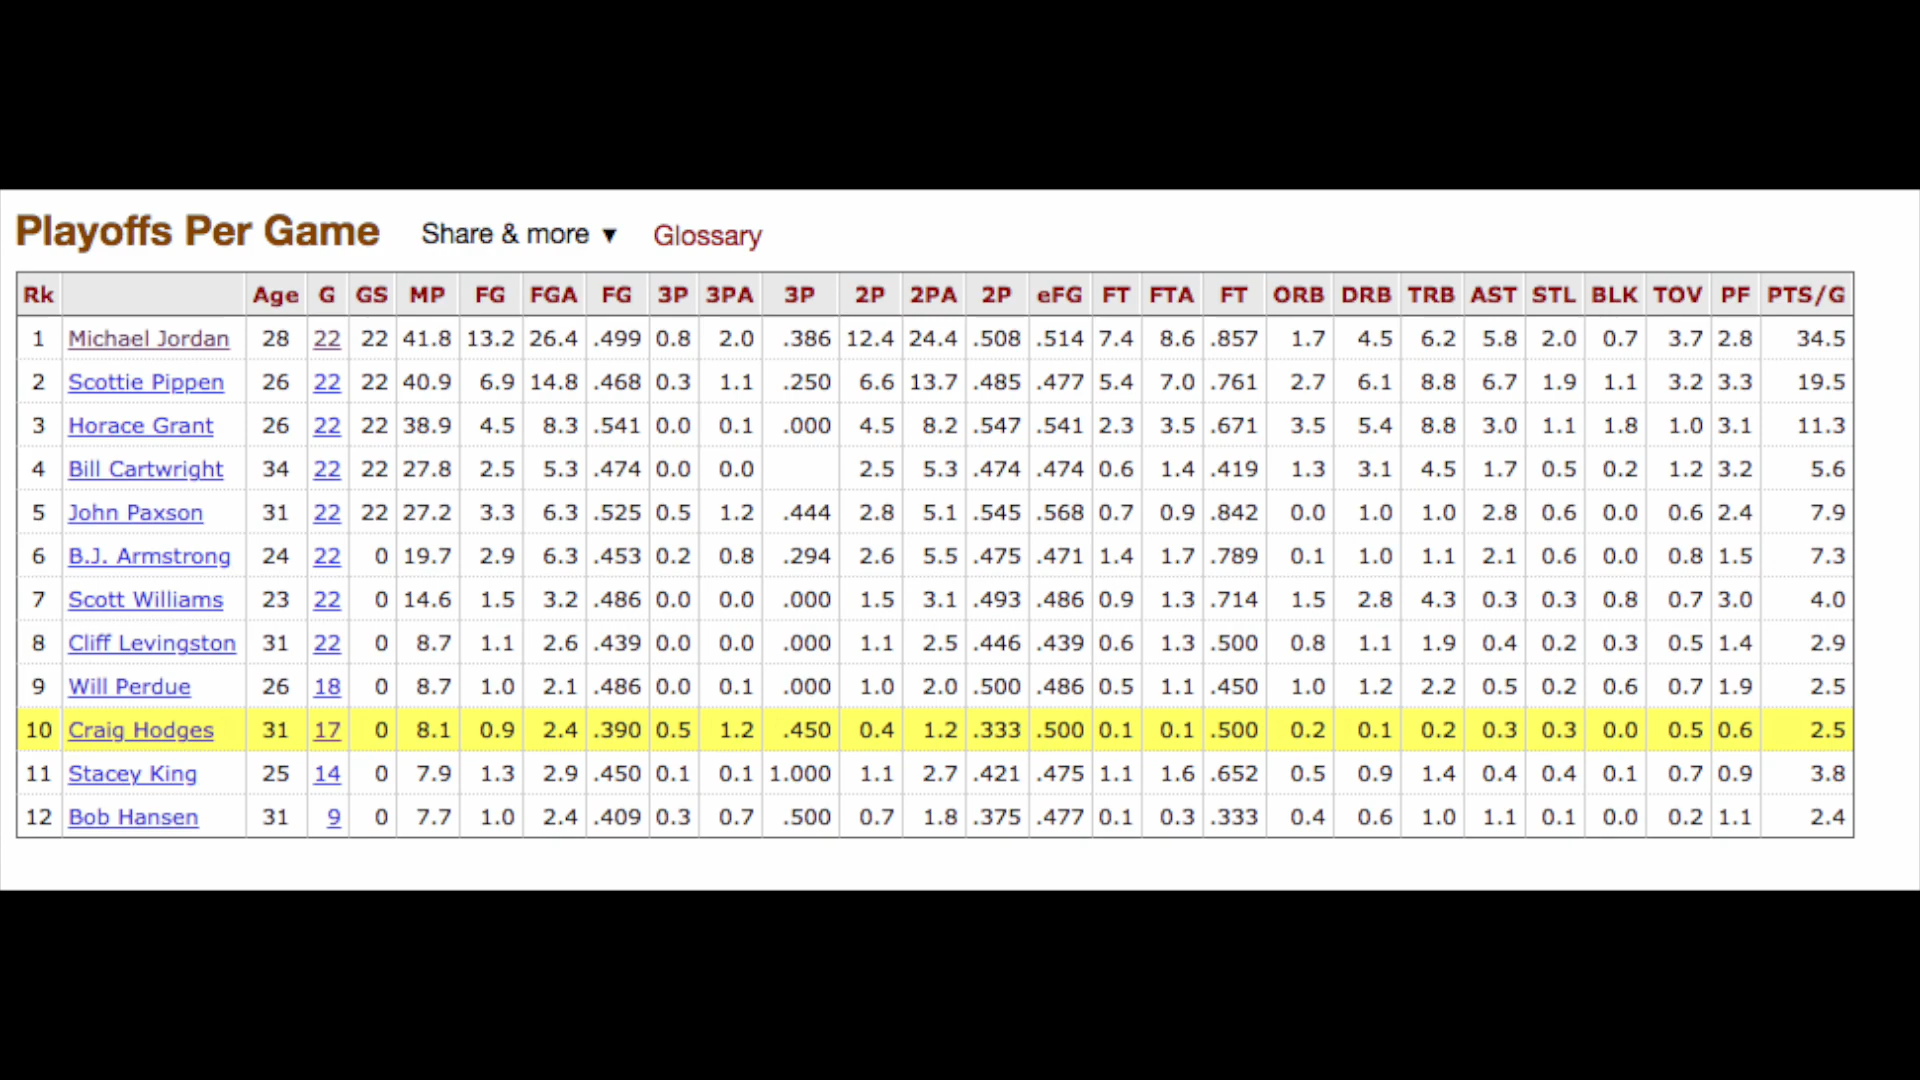 Playoffs Per Game Share & more ▼ Glossary
Rk Age G GS MP FG FGA FG 3P 3PA 3P 2P 2PA 2P eFG FT FTA FT ORB DRB TRB AST STL BLK TOV PF PTS/G
1 Michael Jordan 28 22 22 41.8 13.2 26.4 .499 0.8 2.0 .386 12.4 24.4 .508 .514 7.4 8.6 .857 1.7 4.5 6.2 5.8 2.0 0.7 3.7 2.8 34.5
2 Scottie Pippen 26 22 22 40.9 6.9 14.8 .468 0.3 1.1 .250 6.6 13.7 .485 .477 5.4 7.0 .761 2.7 6.1 8.8 6.7 1.9 1.1 3.2 3.3 19.5
3 Horace Grant 26 22 22 38.9 4.5 8.3 .541 0.0 0.1 .000 4.5 8.2 .547 .541 2.3 3.5 .671 3.5 5.4 8.8 3.0 1.1 1.8 1.0 3.1 11.3
4 Bill Cartwright 34 22 22 27.8 2.5 5.3 .474 0.0 0.0 2.5 5.3 .474 .474 0.6 1.4 .419 1.3 3.1 4.5 1.7 0.5 0.2 1.2 3.2 5.6
5 John Paxson 31 22 22 27.2 3.3 6.3 .525 0.5 1.2 .444 2.8 5.1 .545 .568 0.7 0.9 .842 0.0 1.0 1.0 2.8 0.6 0.0 0.6 2.4 7.9
6 B.J. Armstrong 24 22 0 19.7 2.9 6.3 .453 0.2 0.8 .294 2.6 5.5 .475 .471 1.4 1.7 .789 0.1 1.0 1.1 2.1 0.6 0.0 0.8 1.5 7.3
7 Scott Williams 23 22 0 14.6 1.5 3.2 .486 0.0 0.0 .000 1.5 3.1 .493 .486 0.9 1.3 .714 1.5 2.8 4.3 0.3 0.3 0.8 0.7 3.0 4.0
8 Cliff Levingston 31 22 0 8.7 1.1 2.6 .439 0.0 0.0 .000 1.1 2.5 .446 .439 0.6 1.3 .500 0.8 1.1 1.9 0.4 0.2 0.3 0.5 1.4 2.9
9 Will Perdue 26 18 0 8.7 1.0 2.1 .486 0.0 0.1 .000 1.0 2.0 .500 .486 0.5 1.1 .450 1.0 1.2 2.2 0.5 0.2 0.6 0.7 1.9 2.5
10 Craig Hodges 31 17 0 8.1 0.9 2.4 .390 0.5 1.2 .450 0.4 1.2 .333 .500 0.1 0.1 .500 0.2 0.1 0.2 0.3 0.3 0.0 0.5 0.6 2.5
11 Stacey King 25 14 0 7.9 1.3 2.9 .450 0.1 0.1 1.000 1.1 2.7 .421 .475 1.1 1.6 .652 0.5 0.9 1.4 0.4 0.4 0.1 0.7 0.9 3.8
12 Bob Hansen 31 9 0 7.7 1.0 2.4 .409 0.3 0.7 .500 0.7 1.8 .375 .477 0.1 0.3 .333 0.4 0.6 1.0 1.1 0.1 0.0 0.2 1.1 2.4